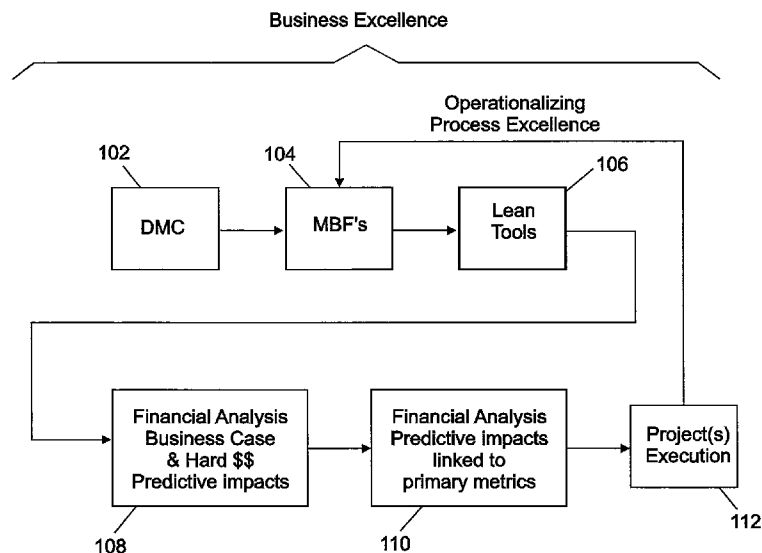 Business Excellence
Operationalizing
Process Excellence
102
104
106
DMC
MBF's
Lean
Tools
Financial Analysis
Business Case
& Hard $$
Predictive impacts
Financial Analysis
Predictive impacts
linked to
primary metrics
Project(s)
Execution
108
110
112